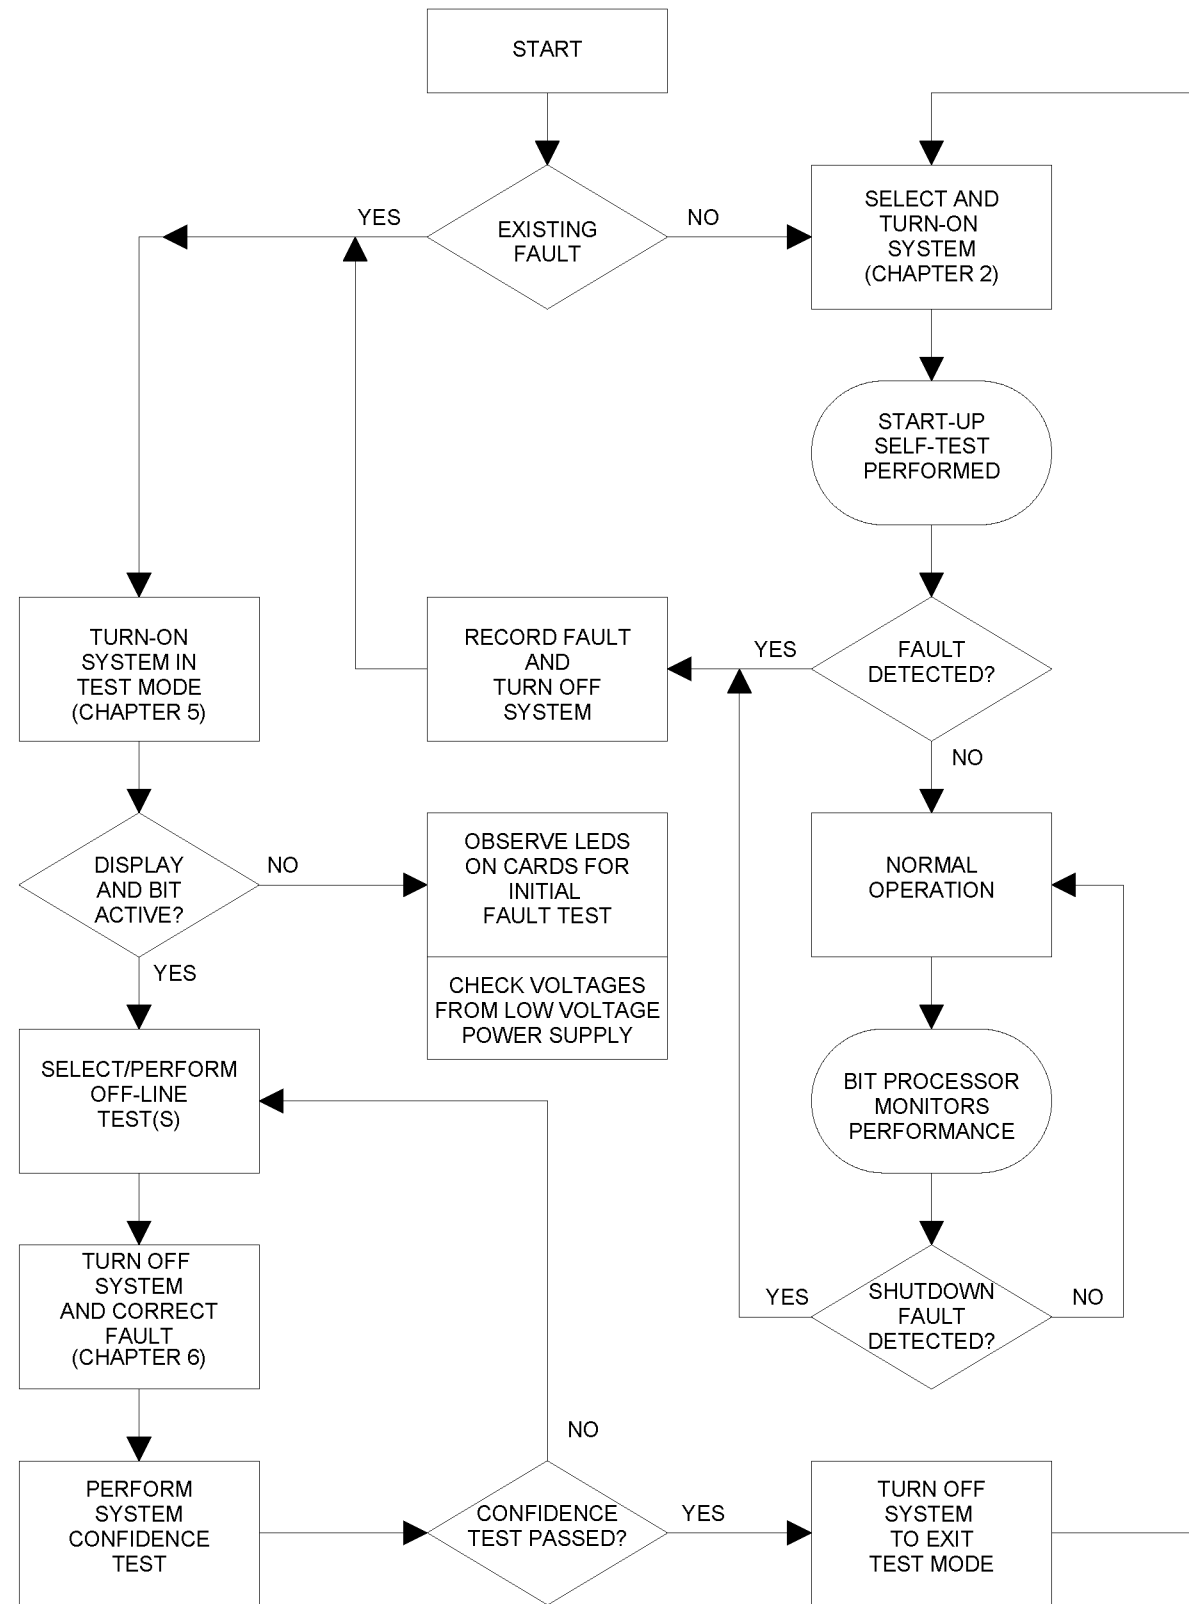 START
EXISTING
FAULT
YES
NO
SELECT AND
TURN-ON
SYSTEM
(CHAPTER 2)
START-UP
SELF-TEST
PERFORMED
TURN-ON
SYSTEM IN
TEST MODE
(CHAPTER 5)
RECORD FAULT
AND
TURN OFF
SYSTEM
YES
FAULT
DETECTED?
NO
DISPLAY
AND BIT
ACTIVE?
NO
YES
OBSERVE LEDS
ON CARDS FOR
INITIAL
FAULT TEST
CHECK VOLTAGES
FROM LOW VOLTAGE
POWER SUPPLY
NORMAL
OPERATION
SELECT/PERFORM
OFF-LINE
TEST(S)
BIT PROCESSOR
MONITORS
PERFORMANCE
TURN OFF
SYSTEM
AND CORRECT
FAULT
(CHAPTER 6)
YES
SHUTDOWN
FAULT
DETECTED?
NO
PERFORM
SYSTEM
CONFIDENCE
TEST
NO
CONFIDENCE
TEST PASSED?
YES
TURN OFF
SYSTEM
TO EXIT
TEST MODE